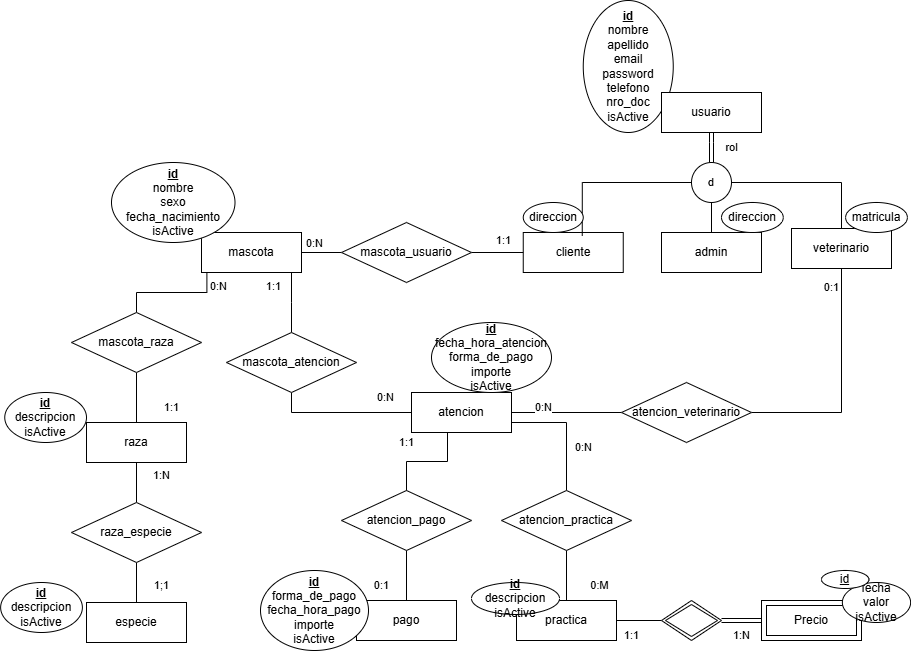 id
nombre
apellido
email
password
telefono
nro_doc
isActive
usuario
rol
d
id
nombre
sexo
fecha_nacimiento
isActive
direccion
direccion
matricula
mascota
0:N
mascota_usuario
1:1
cliente
admin
veterinario
0:N
1:1
0:1
mascota_raza
mascota_atencion
id
fecha_hora_atencion
forma_de_pago
importe
isActive
0:N
atencion
0:N
atencion_veterinario
id
descripcion
isActive
1:1
raza
1:1
0:N
1:N
raza_especie
atencion_pago
atencion_practica
1;1
id
descripcion
isActive
especie
id
forma_de_pago
fecha_hora_pago
importe
isActive
0:1
pago
id
descripcion
isActive
0:M
practica
1:1
1:N
id
fecha
valor
isActive
Precio